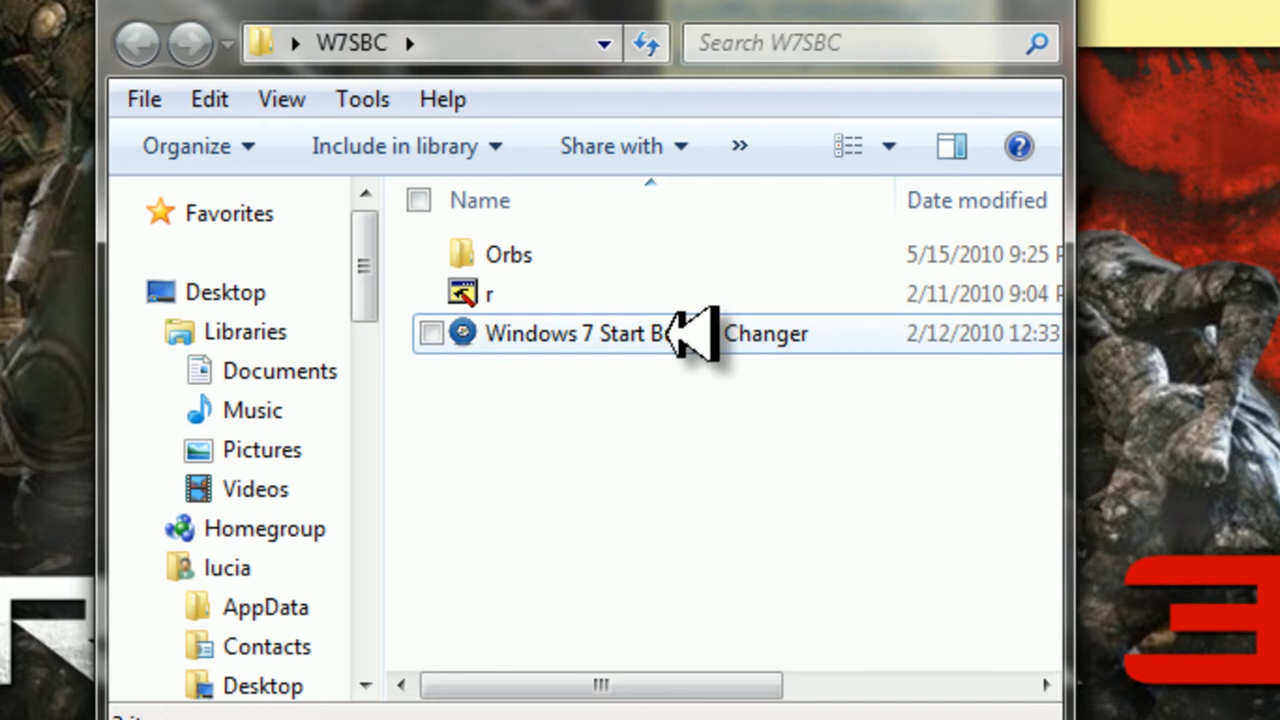 W7SBC
Search W7SBC
File Edit View Tools Help
Organize Include in library Share with »
Name Date modified
Favorites
Orbs 5/15/2010 9:25
Desktop
r 2/11/2010 9:04
Libraries
Windows 7 Start B Changer 2/12/2010 12:33
Documents
Music
Pictures
Videos
Homegroup
lucia
AppData
Contacts
Desktop
3